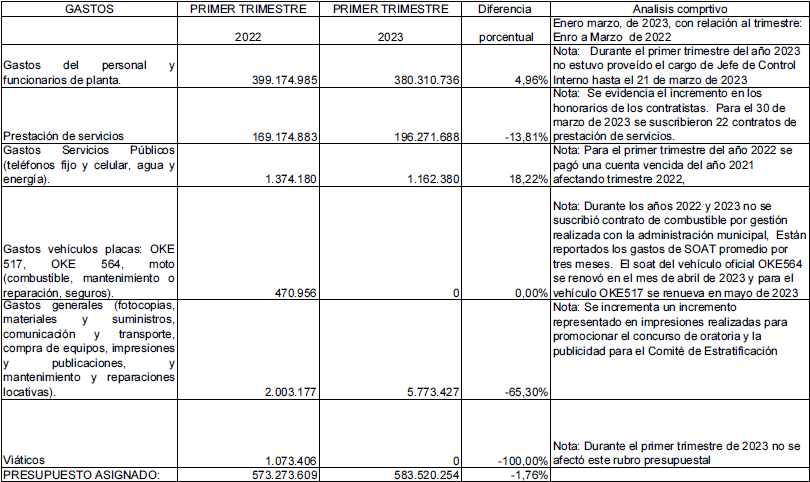 GASTOS PRIMER TRIMESTRE PRIMER TRIMESTRE Diferencia Analisis comprtivo
2022 2023 porcentual Enero marzo, de 2023, con relación al trimestre:
Enro a Marzo de 2022
Gastos del personal y
funcionarios de planta. 399.174.985 380.310.736 4,96%
Nota: Durante el primer trimestre del año 2023
no estuvo proveído el cargo de Jefe de Control
Interno hasta el 21 de marzo de 2023
Prestación de servicios 169.174.883 196.271.688 -13,81%
Nota: Se evidencia el incremento en los
honorarios de los contratistas. Para el 30 de
marzo de 2023 se suscribieron 22 contratos de
prestación de servicios.
Gastos Servicios Públicos
(teléfonos fijo y celular, agua y
energía). 1.374.180 1.162.380 18,22%
Nota: Para el primer trimestre del año 2022 se
pagó una cuenta vencida del año 2021
afectando trimestre 2022,
Gastos vehículos placas: OKE
517, OKE 564, moto
(combustible, mantenimiento o
reparación, seguros). 470.956 0 0,00%
Nota: Durante los años 2022 y 2023 no se
suscribió contrato de combustible por gestión
realizada con la administración municipal, Están
reportados los gastos de SOAT promedio por
tres meses. El soat del vehículo oficial OKE564
se renovó en el mes de abril de 2023 y para el
vehículo OKE517 se renueva en mayo de 2023
Gastos generales (fotocopias,
materiales y suministros,
comunicación y transporte,
compra de equipos, impresiones
y publicaciones, y
mantenimiento y reparaciones
locativas). 2.003.177 5.773.427 -65,30%
Nota: Se incrementa un incremento
representado en impresiones realizadas para
promocionar el concurso de oratoria y la
publicidad para el Comité de Estratificación
Viáticos 1.073.406 0 -100,00%
Nota: Durante el primer trimestre de 2023 no se
afectó este rubro presupuestal
PRESUPUESTO ASIGNADO: 573.273.609 583.520.254 -1,76%